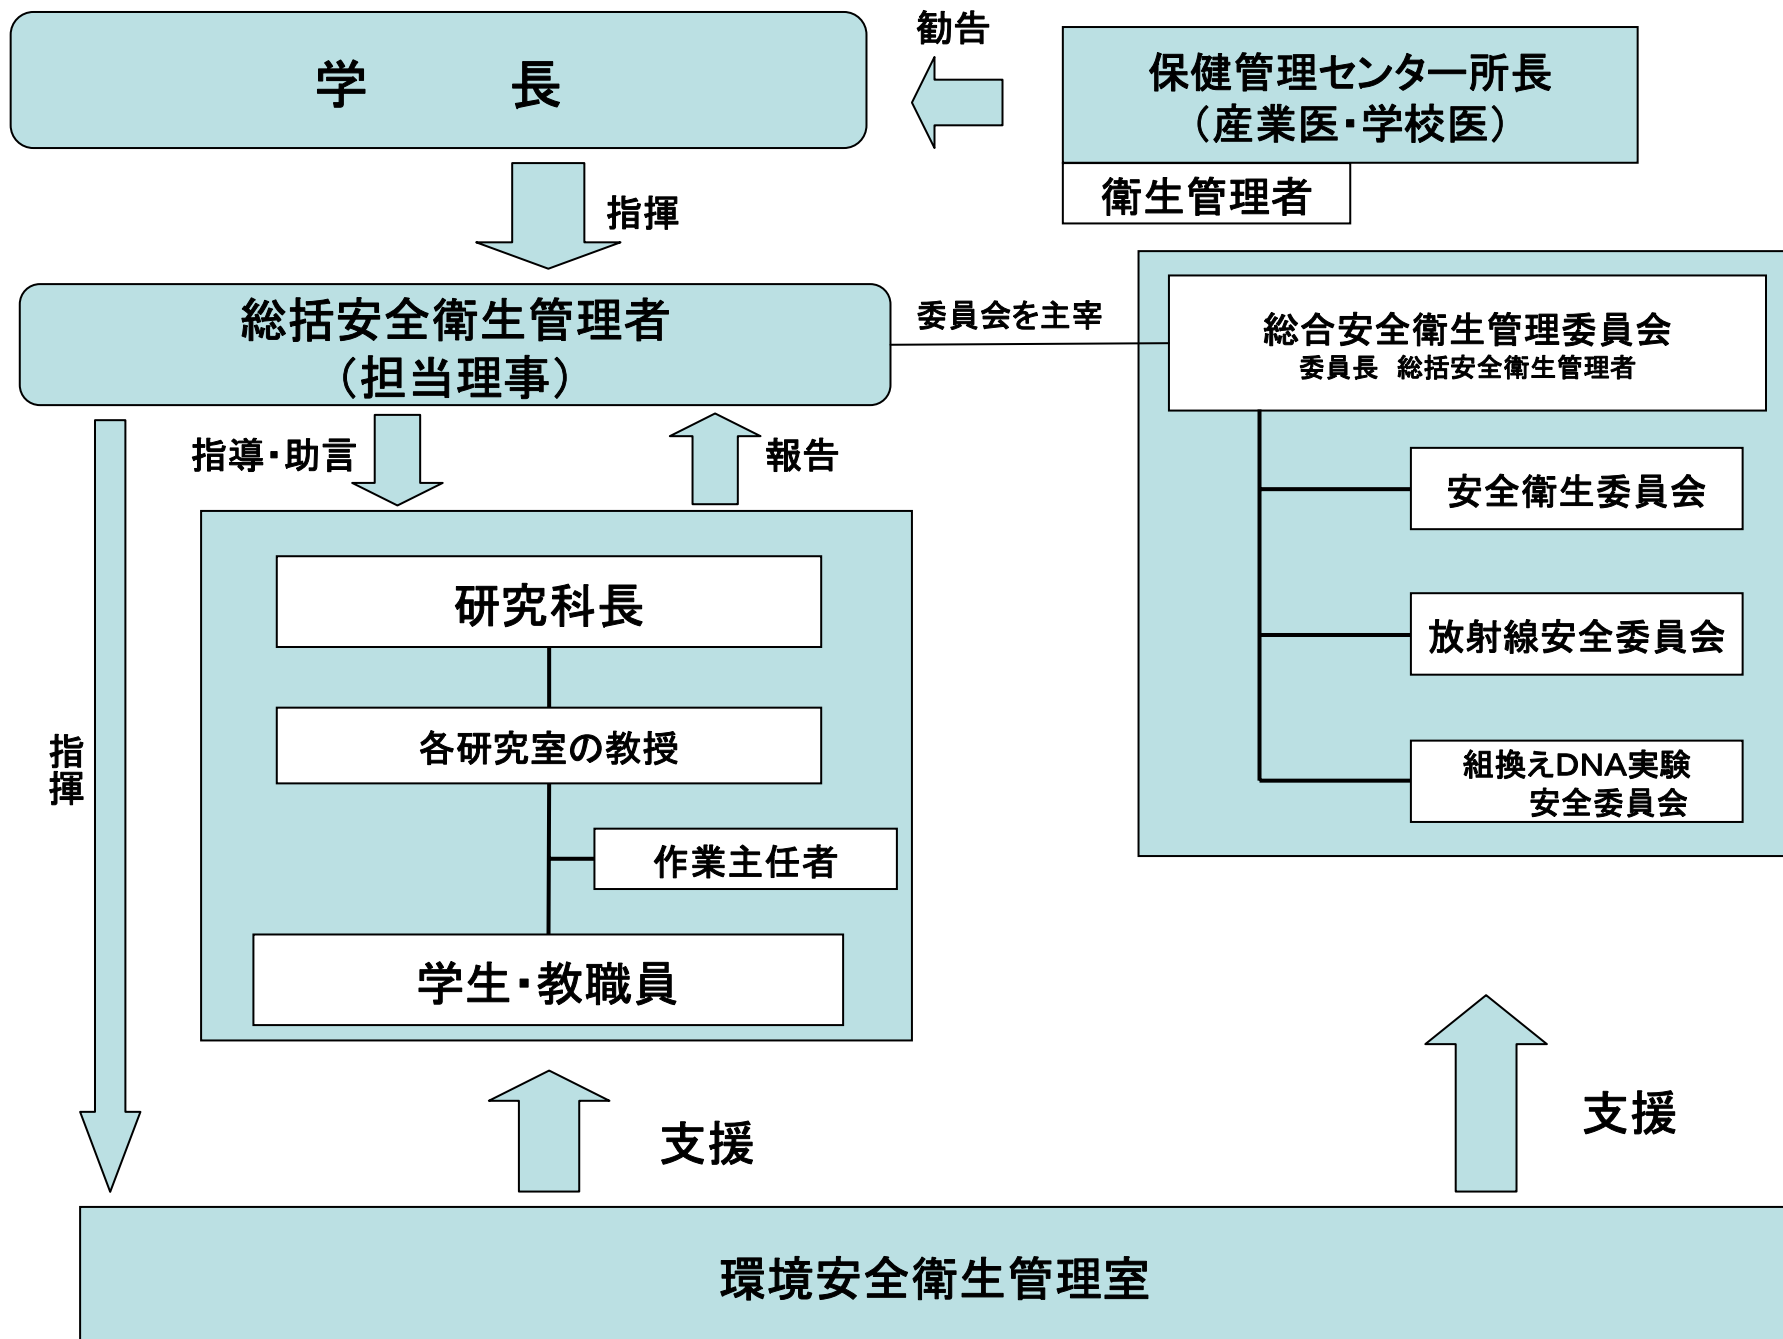 学　　　長
勧告
保健管理センター所長
（産業医・学校医）
衛生管理者
指揮
総括安全衛生管理者
（担当理事）
委員会を主宰
総合安全衛生管理委員会
委員長　総括安全衛生管理者
指導・助言
報告
安全衛生委員会
研究科長
放射線安全委員会
各研究室の教授
指揮
組換えDNA実験
安全委員会
作業主任者
学生・教職員
支援
支援
環境安全衛生管理室